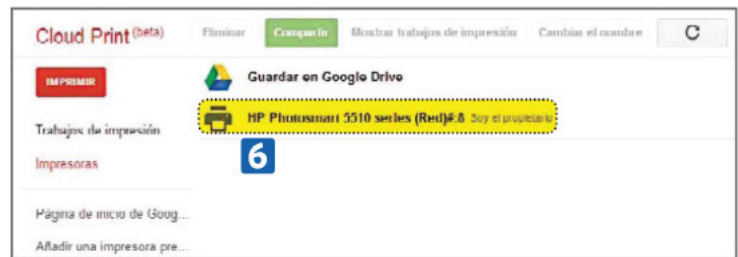 Cloud Print (beta)
Eliminar Compartir Mostrar trabajos de impresión Cambiar el nombre
IMPRIMIR
Guardar en Google Drive
HP Photosmart 5510 series (Red)#:8 Soy el propietario
Trabajos de impresión
6
Impresoras
Página de inicio de Goog...
Añadir una impresora pre...